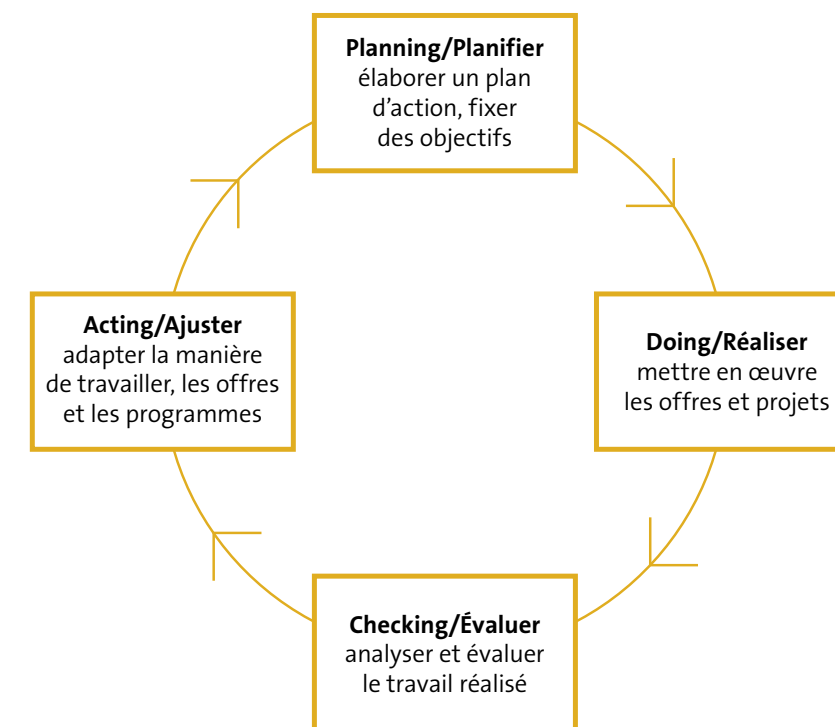 Planning/Planifier
élaborer un plan
d’action, fixer
des objectifs
Acting/Ajuster
adapter la manière
de travailler, les offres
et les programmes
Doing/Réaliser
mettre en œuvre
les offres et projets
Checking/Évaluer
analyser et évaluer
le travail réalisé